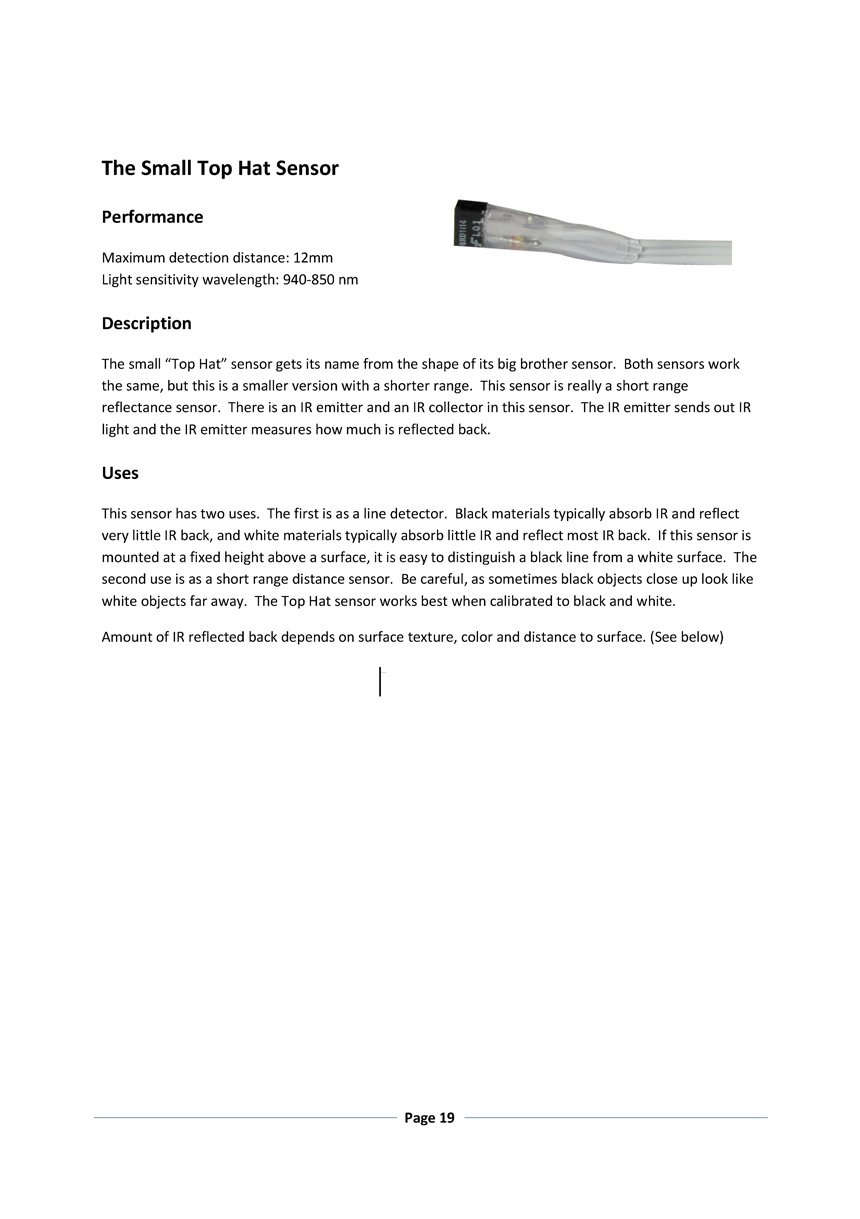 The Small Top Hat Sensor
Performance
Maximum detection distance: 12mm
Light sensitivity wavelength: 940-850 nm
Description
The small “Top Hat” sensor gets its name from the shape of its big brother sensor.  Both sensors work
the same, but this is a smaller version with a shorter range.  This sensor is really a short range
reflectance sensor.  There is an IR emitter and an IR collector in this sensor.  The IR emitter sends out IR
light and the IR emitter measures how much is reflected back.
Uses
This sensor has two uses.  The first is as a line detector.  Black materials typically absorb IR and reflect
very little IR back, and white materials typically absorb little IR and reflect most IR back.  If this sensor is
mounted at a fixed height above a surface, it is easy to distinguish a black line from a white surface.  The
second use is as a short range distance sensor.  Be careful, as sometimes black objects close up look like
white objects far away.  The Top Hat sensor works best when calibrated to black and white.
Amount of IR reflected back depends on surface texture, color and distance to surface. (See below)
Page 19